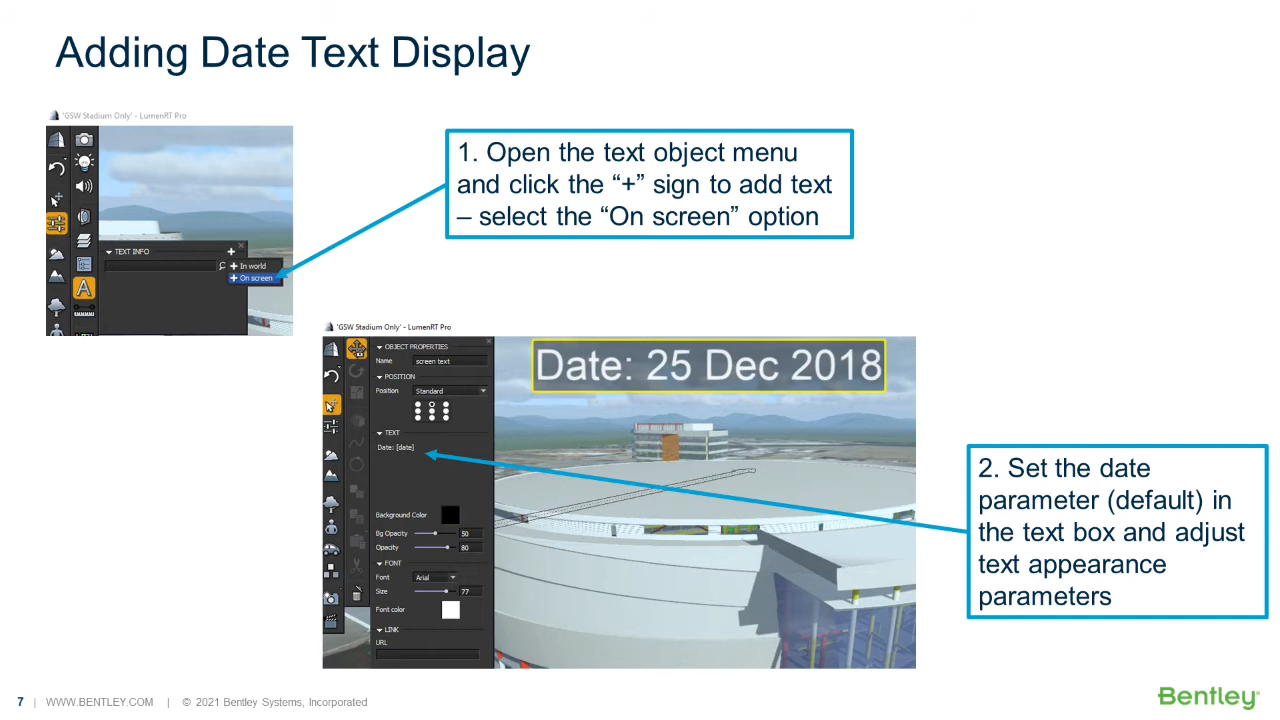 Adding Date Text Display
'GSW Stadium Only' - LumenRT Pro
TEXT INFO
+
+ In world
+ On screen
A
1. Open the text object menu
and click the “+” sign to add text
– select the “On screen” option
'GSW Stadium Only' - LumenRT Pro
OBJECT PROPERTIES
Name screen text
POSITION
Position Standard
TEXT
Date: [date]
Background Color
Bg Opacity 50
Opacity 80
FONT
Font Arial
Size 77
Font color
LINK
URL
Date: 25 Dec 2018
2. Set the date
parameter (default) in
the text box and adjust
text appearance
parameters
7 | WWW.BENTLEY.COM | © 2021 Bentley Systems, Incorporated
Bentley®